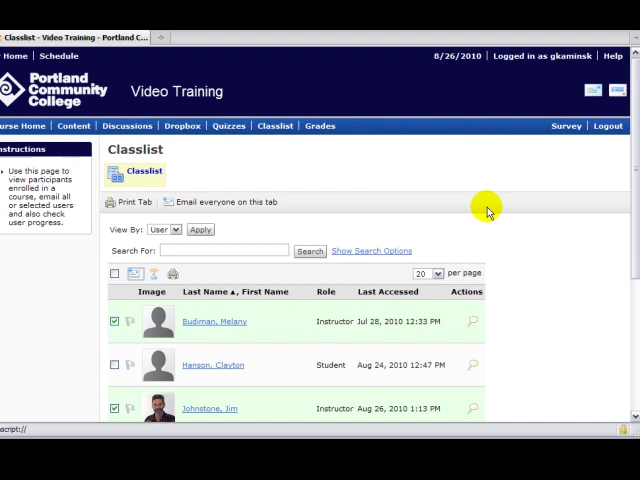 Classlist - Video Training - Portland C...
Home Schedule 8/26/2010 Logged in as gkaminsk Help
Portland
Community
College
Video Training
urse Home Content Discussions Dropbox Quizzes Classlist Grades Survey Logout
nstructions
Use this page to
view participants
enrolled in a
course, email all
or selected users
and also check
user progress.
Classlist
Classlist
Print Tab Email everyone on this tab
View By: User Apply
Search For: Search Show Search Options
20 per page
Image Last Name ▲, First Name Role Last Accessed Actions
Budiman, Melany Instructor Jul 28, 2010 12:33 PM
Hanson, Clayton Student Aug 24, 2010 12:47 PM
Johnstone, Jim Instructor Aug 26, 2010 1:13 PM
ascript://